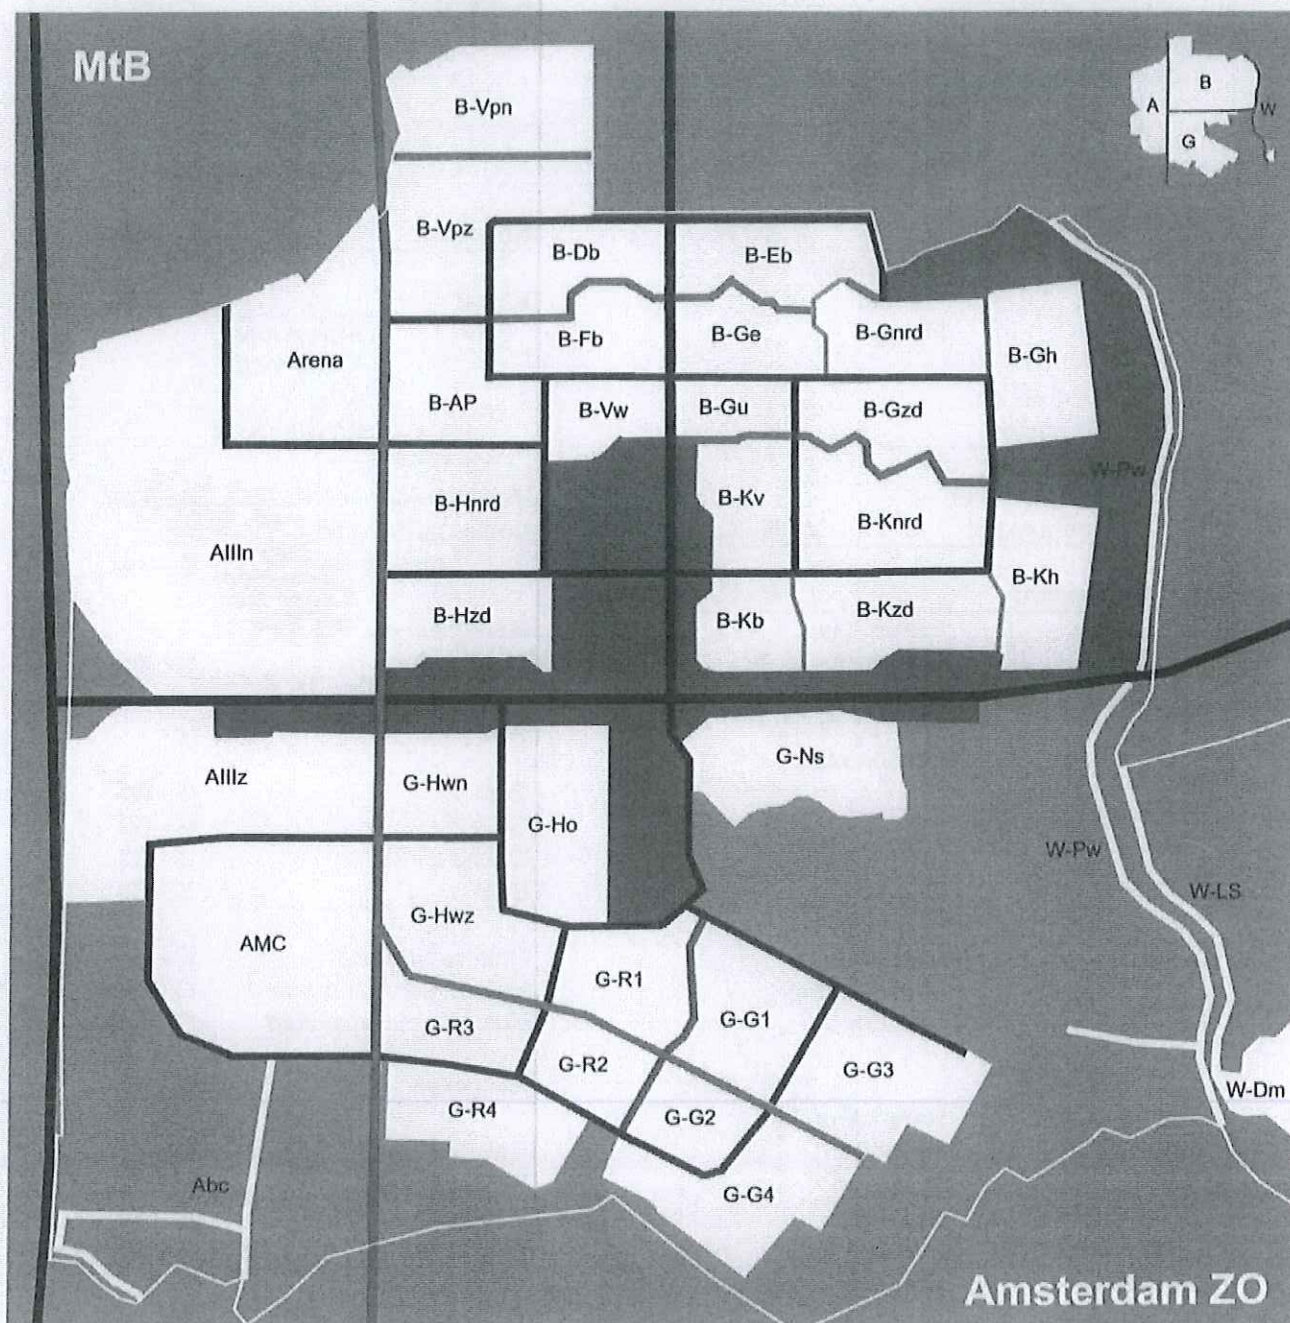 MtB
B-Vpn
B
A
W
G
B-Vpz
B-Db
B-Eb
Arena
B-Fb
B-Ge
B-Gnrd
B-Gh
B-AP
B-Vw
B-Gu
B-Gzd
W-Pw
B-Hnrd
B-Kv
B-Knrd
AIIIn
B-Kh
B-Hzd
B-Kb
B-Kzd
AIIIz
G-Hwn
G-Ho
G-Ns
W-Pw
W-LS
AMC
G-Hwz
G-R1
G-R3
G-G1
G-R2
G-G3
W-Dm
G-R4
G-G2
Abc
G-G4
Amsterdam ZO